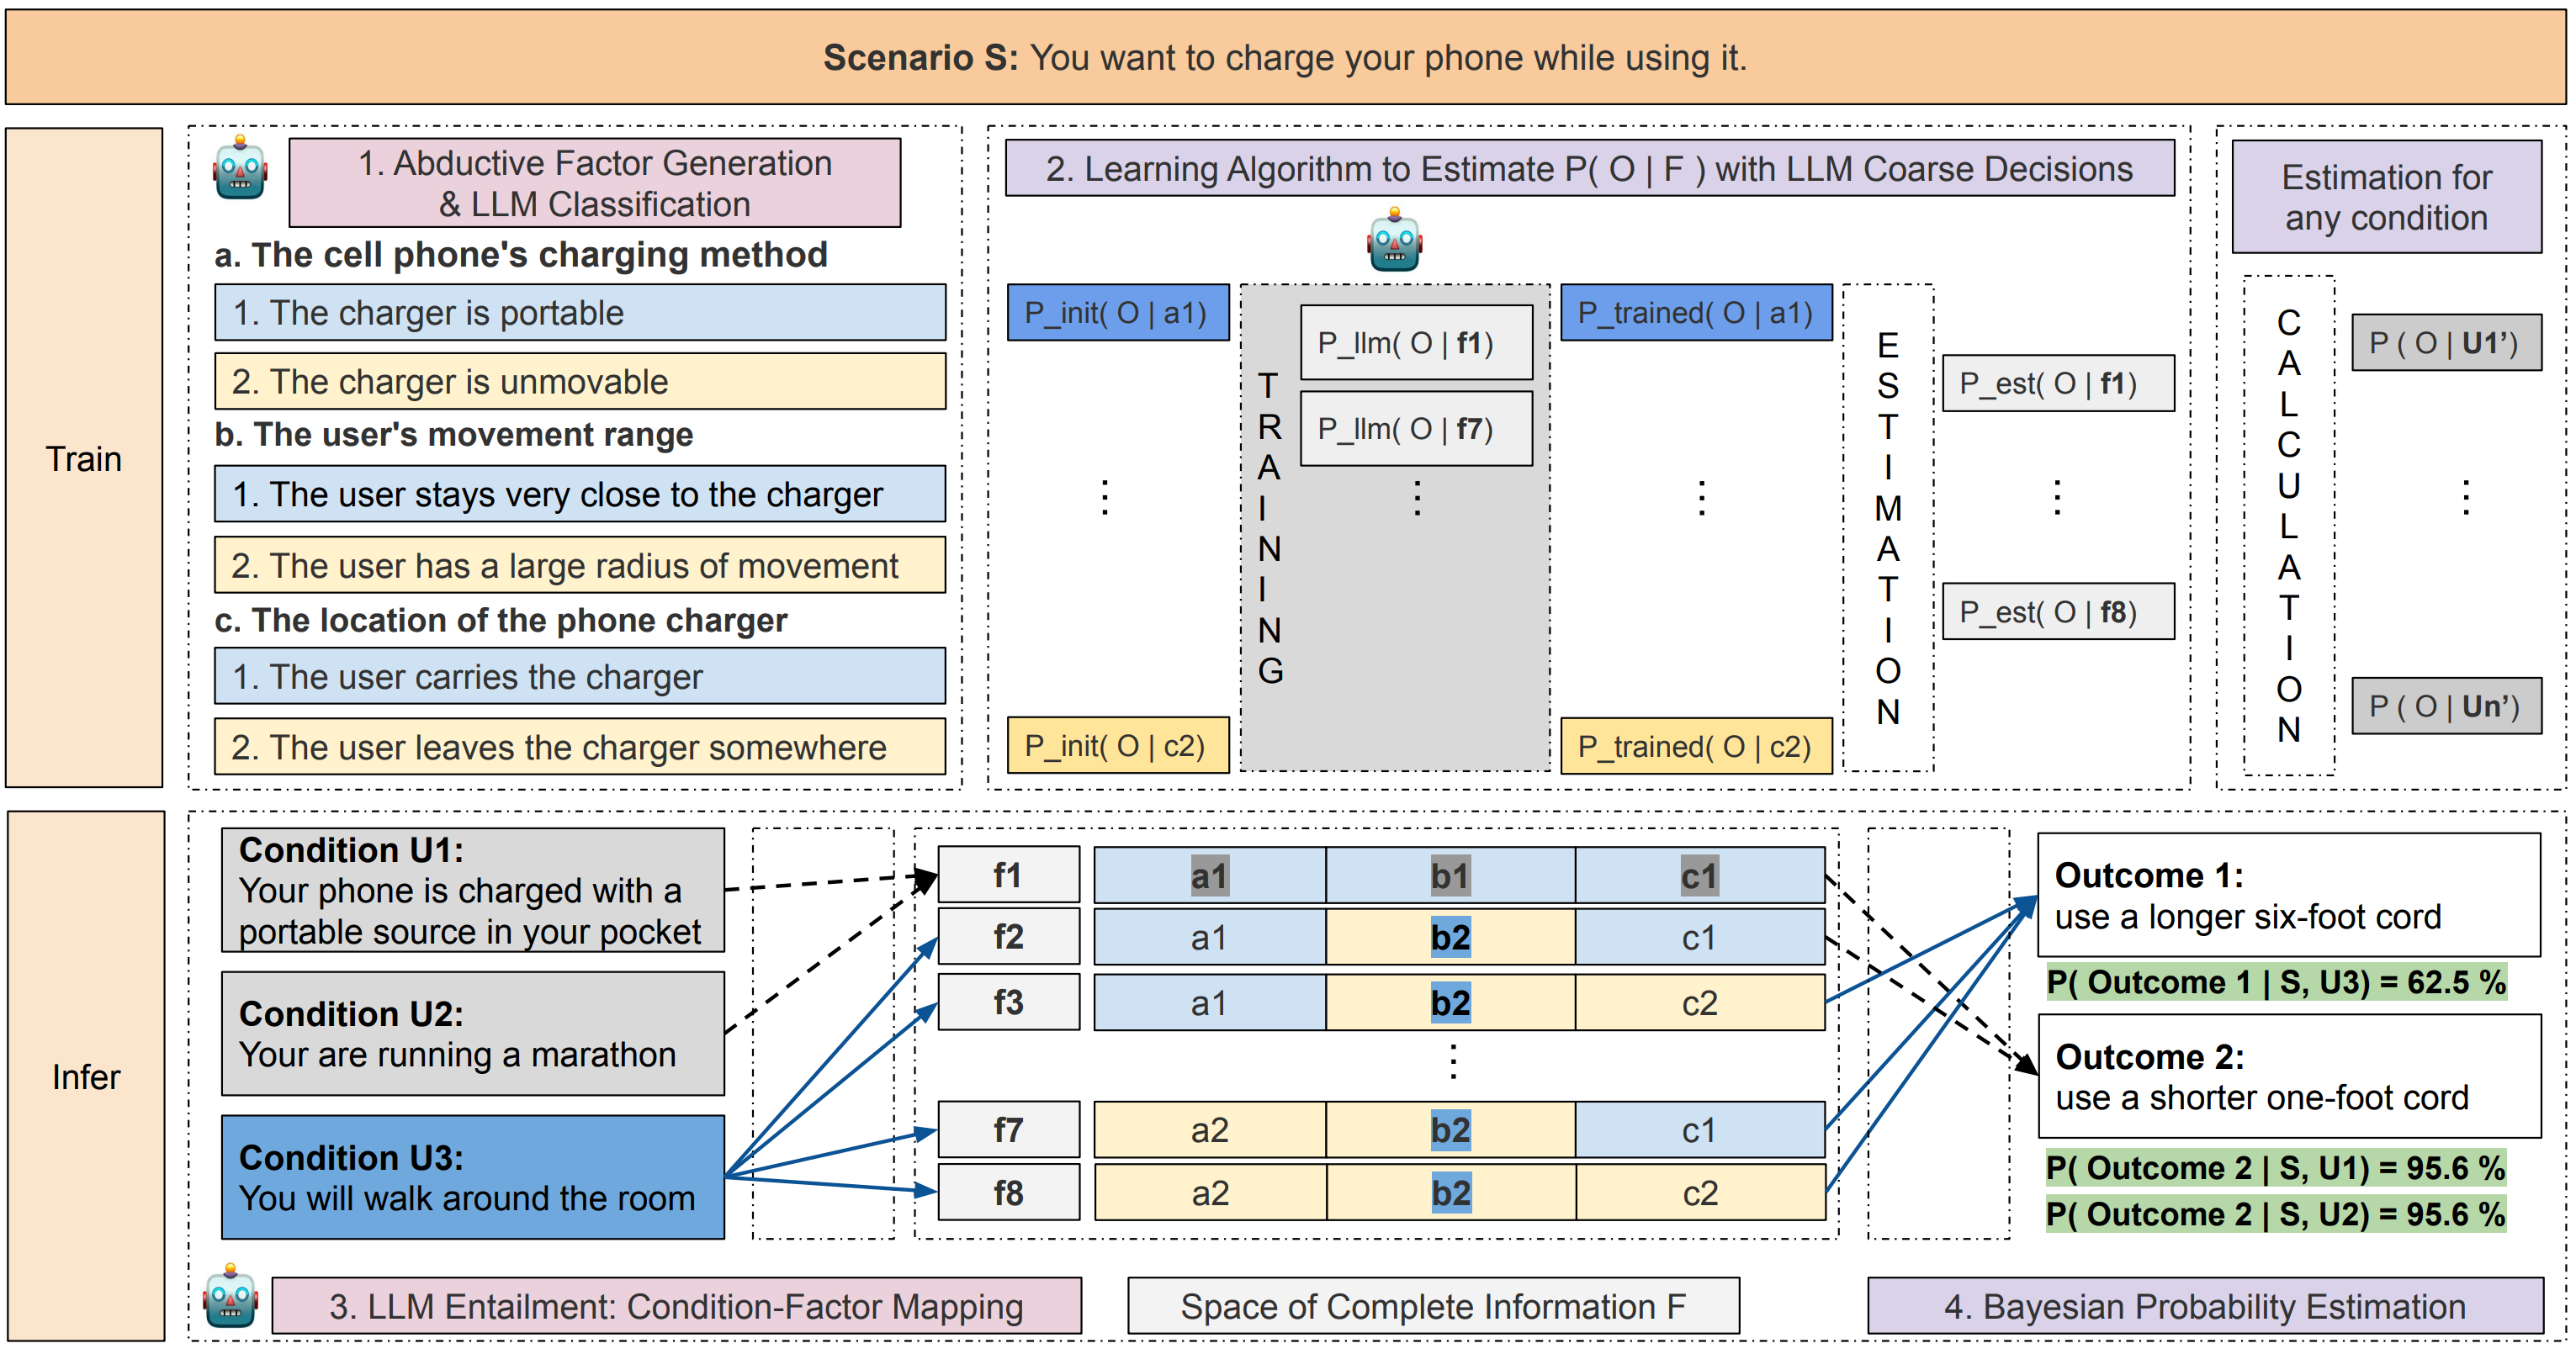 Scenario S: You want to charge your phone while using it.
Train
1. Abductive Factor Generation
& LLM Classification
a. The cell phone's charging method
1. The charger is portable
2. The charger is unmovable
b. The user's movement range
1. The user stays very close to the charger
2. The user has a large radius of movement
c. The location of the phone charger
1. The user carries the charger
2. The user leaves the charger somewhere
2. Learning Algorithm to Estimate P( O | F ) with LLM Coarse Decisions
P_init( O | a1)
⋮
P_init( O | c2)
TRAINING
P_llm( O | f1)
P_llm( O | f7)
⋮
P_trained( O | a1)
⋮
P_trained( O | c2)
ESTIMATION
P_est( O | f1)
⋮
P_est( O | f8)
Estimation for
any condition
CALCULATION
P ( O | U1’)
⋮
P ( O | Un’)
Infer
Condition U1:
Your phone is charged with a
portable source in your pocket
Condition U2:
Your are running a marathon
Condition U3:
You will walk around the room
f1 a1 b1 c1
f2 a1 b2 c1
f3 a1 b2 c2
⋮
f7 a2 b2 c1
f8 a2 b2 c2
Outcome 1:
use a longer six-foot cord
P( Outcome 1 | S, U3) = 62.5 %
Outcome 2:
use a shorter one-foot cord
P( Outcome 2 | S, U1) = 95.6 %
P( Outcome 2 | S, U2) = 95.6 %
3. LLM Entailment: Condition-Factor Mapping
Space of Complete Information F
4. Bayesian Probability Estimation